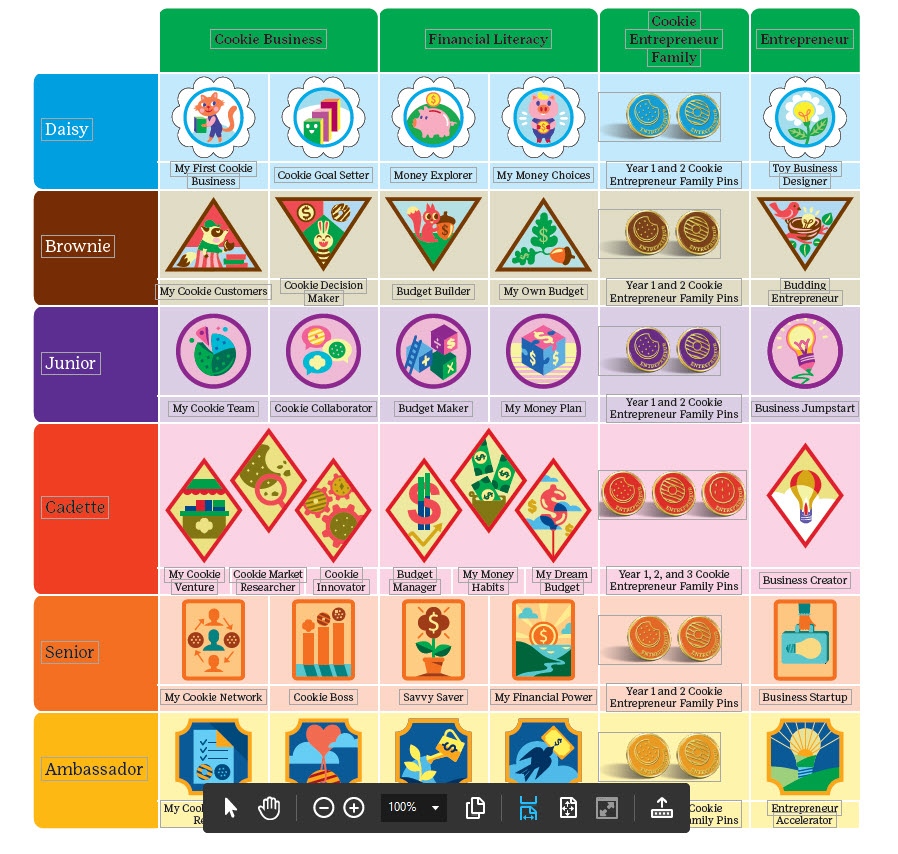 Cookie Business
Financial Literacy
Cookie
Entrepreneur
Family
Entrepreneur
Daisy
My First Cookie
Business
Cookie Goal Setter
Money Explorer
My Money Choices
Year 1 and 2 Cookie
Entrepreneur Family Pins
Toy Business
Designer
Brownie
My Cookie Customers
Cookie Decision
Maker
Budget Builder
My Own Budget
Year 1 and 2 Cookie
Entrepreneur Family Pins
Budding
Entrepreneur
Junior
My Cookie Team
Cookie Collaborator
Budget Maker
My Money Plan
Year 1 and 2 Cookie
Entrepreneur Family Pins
Business Jumpstart
Cadette
My Cookie
Venture
Cookie Market
Researcher
Cookie
Innovator
Budget
Manager
My Money
Habits
My Dream
Budget
Year 1, 2, and 3 Cookie
Entrepreneur Family Pins
Business Creator
Senior
My Cookie Network
Cookie Boss
Savvy Saver
My Financial Power
Year 1 and 2 Cookie
Entrepreneur Family Pins
Business Startup
Ambassador
My
Cookie
Family Pins
Entrepreneur
Accelerator
100%